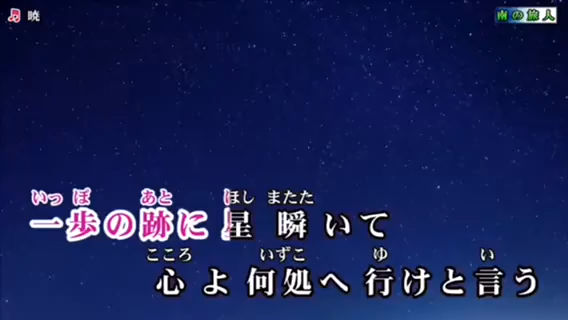 暁
南の旅人
いっ ぽ あと ほし またた
一歩の跡に 星 瞬いて
こころ いずこ ゆ い
心よ何処へ行けと言う